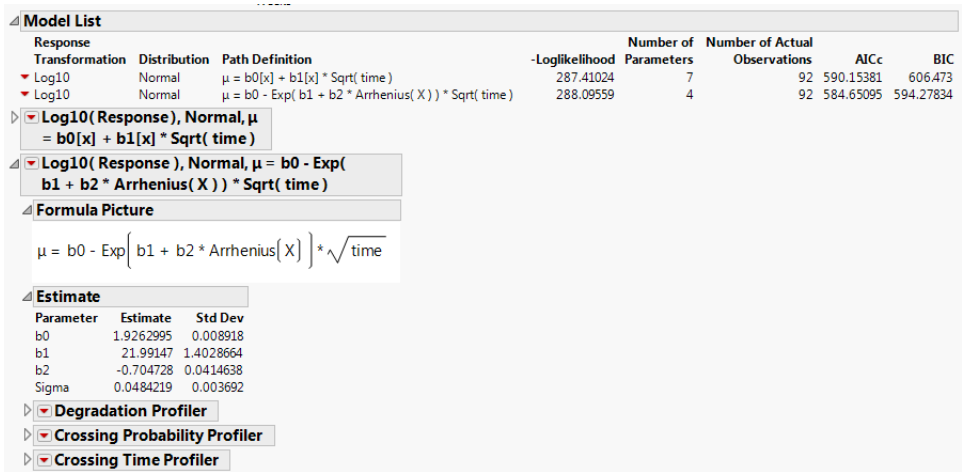 Model List
Response Number of Number of Actual
Transformation Distribution Path Definition -Loglikelihood Parameters Observations AICc BIC
Log10 Normal µ = b0[x] + b1[x] * Sqrt( time ) 287.41024 7 92 590.15381 606.473
Log10 Normal µ = b0 - Exp( b1 + b2 * Arrhenius( X ) ) * Sqrt( time ) 288.09559 4 92 584.65095 594.27834
Log10( Response), Normal, µ
= b0[x] + b1[x] * Sqrt( time )
Log10( Response ), Normal, µ = b0 - Exp(
b1 + b2 * Arrhenius( X ) ) * Sqrt( time )
Formula Picture
µ = b0 - Exp( b1 + b2 * Arrhenius( X ) ) * √time
Estimate
Parameter Estimate Std Dev
b0 1.9262995 0.008918
b1 21.99147 1.4028664
b2 -0.704728 0.0414638
Sigma 0.0484219 0.003692
Degradation Profiler
Crossing Probability Profiler
Crossing Time Profiler